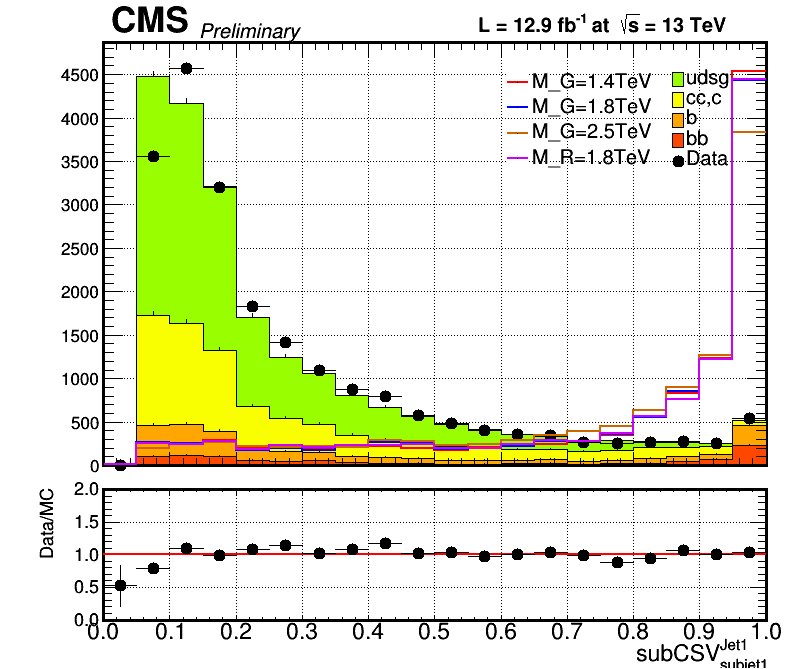 CMS Preliminary L = 12.9 fb⁻¹ at √s = 13 TeV
M_G=1.4TeV
M_G=1.8TeV
M_G=2.5TeV
M_R=1.8TeV
udsg
cc,c
b
bb
Data
4500
4000
3500
3000
2500
2000
1500
1000
500
0
Data/MC
2.0
1.5
1.0
0.5
0.0
0.0 0.1 0.2 0.3 0.4 0.5 0.6 0.7 0.8 0.9 1.0
subCSV^Jet1_subjet1